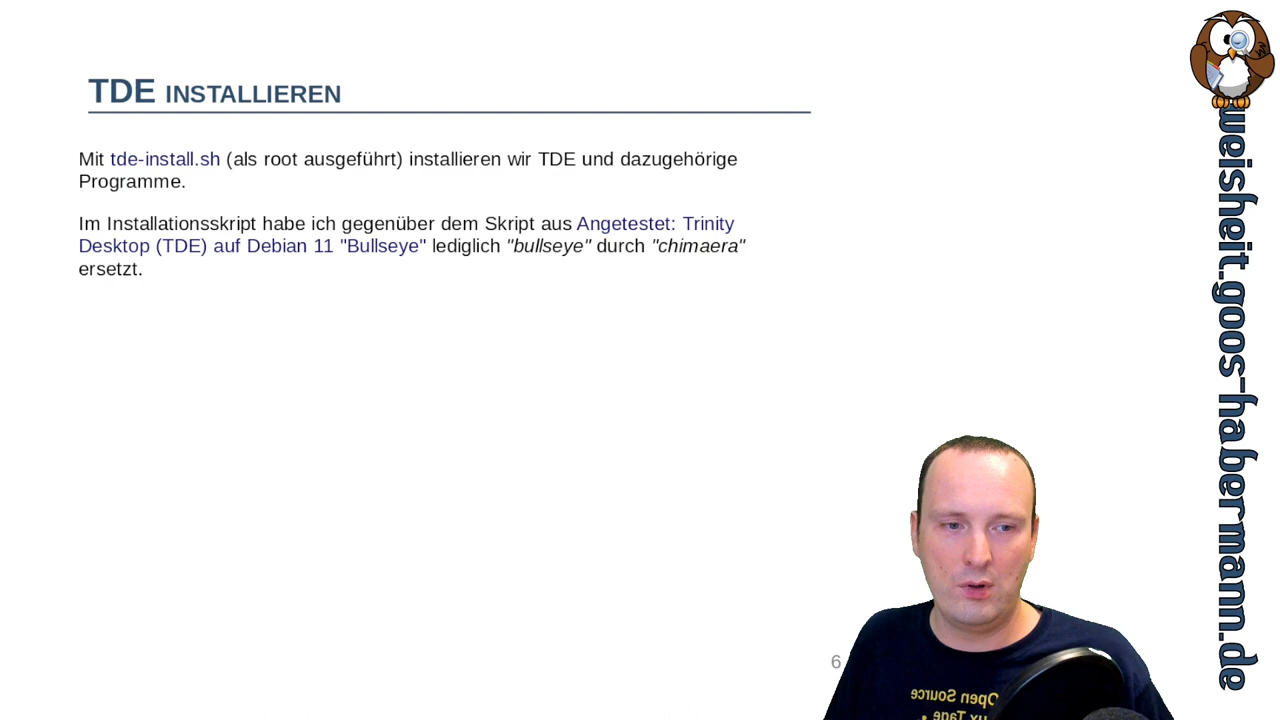 TDE INSTALLIEREN
Mit tde-install.sh (als root ausgeführt) installieren wir TDE und dazugehörige
Programme.
Im Installationsskript habe ich gegenüber dem Skript aus Angetestet: Trinity
Desktop (TDE) auf Debian 11 "Bullseye" lediglich "bullseye" durch "chimaera"
ersetzt.
weisheit.goos-habermann.de
6
Open Source
ux Tage